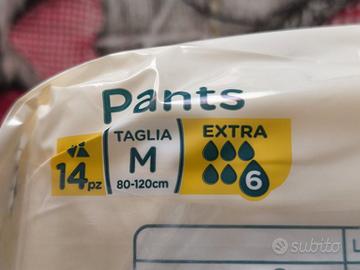 Pants
TAGLIA
M
80-120cm
EXTRA
6
14pz
subito
L